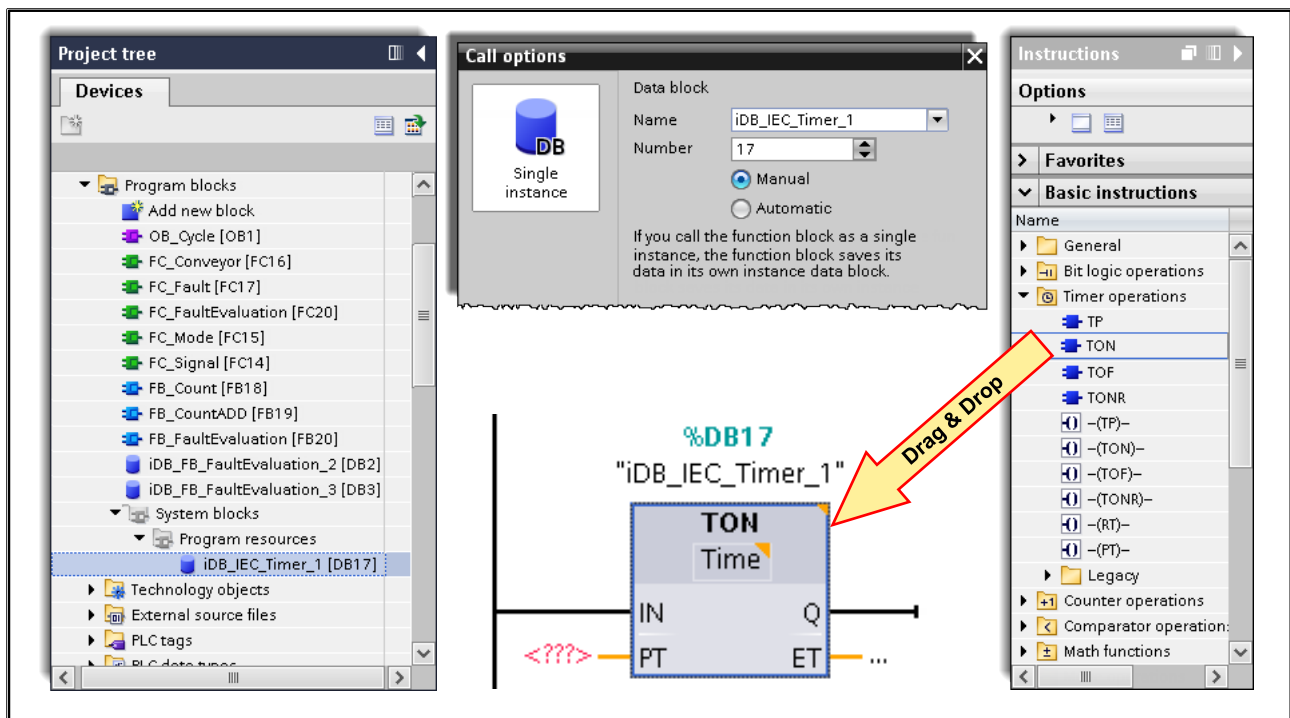 Project tree
Devices
Program blocks
Add new block
OB_Cycle [OB1]
FC_Conveyor [FC16]
FC_Fault [FC17]
FC_FaultEvaluation [FC20]
FC_Mode [FC15]
FC_Signal [FC14]
FB_Count [FB18]
FB_CountADD [FB19]
FB_FaultEvaluation [FB20]
iDB_FB_FaultEvaluation_2 [DB2]
iDB_FB_FaultEvaluation_3 [DB3]
System blocks
Program resources
iDB_IEC_Timer_1 [DB17]
Technology objects
External source files
PLC tags
PLC data types
Call options
DB
Single
instance
Data block
Name iDB_IEC_Timer_1
Number 17
Manual
Automatic
If you call the function block as a single
instance, the function block saves its
data in its own instance data block.
%DB17
"iDB_IEC_Timer_1"
TON
Time
IN Q
<???> PT ET ...
Drag & Drop
Instructions
Options
Favorites
Basic instructions
Name
General
Bit logic operations
Timer operations
TP
TON
TOF
TONR
–(TP)–
–(TON)–
–(TOF)–
–(TONR)–
–(RT)–
–(PT)–
Legacy
+1 Counter operations
< Comparator operation:
± Math functions